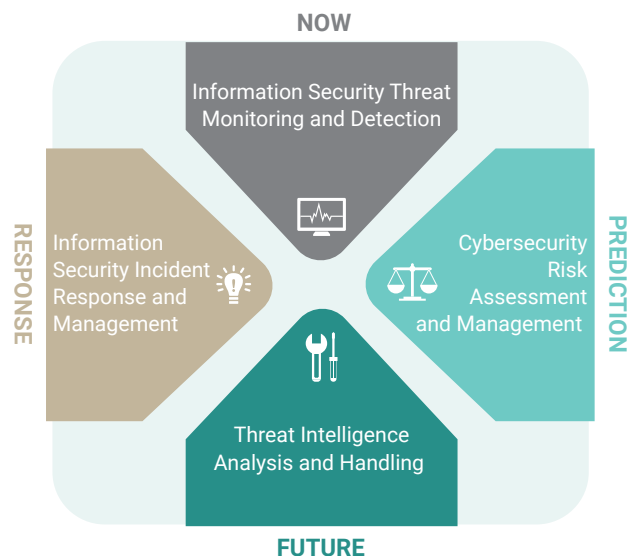 NOW
Information Security Threat
Monitoring and Detection
RESPONSE
Information
Security Incident
Response and
Management
Cybersecurity
Risk
Assessment
and Management
PREDICTION
Threat Intelligence
Analysis and Handling
FUTURE